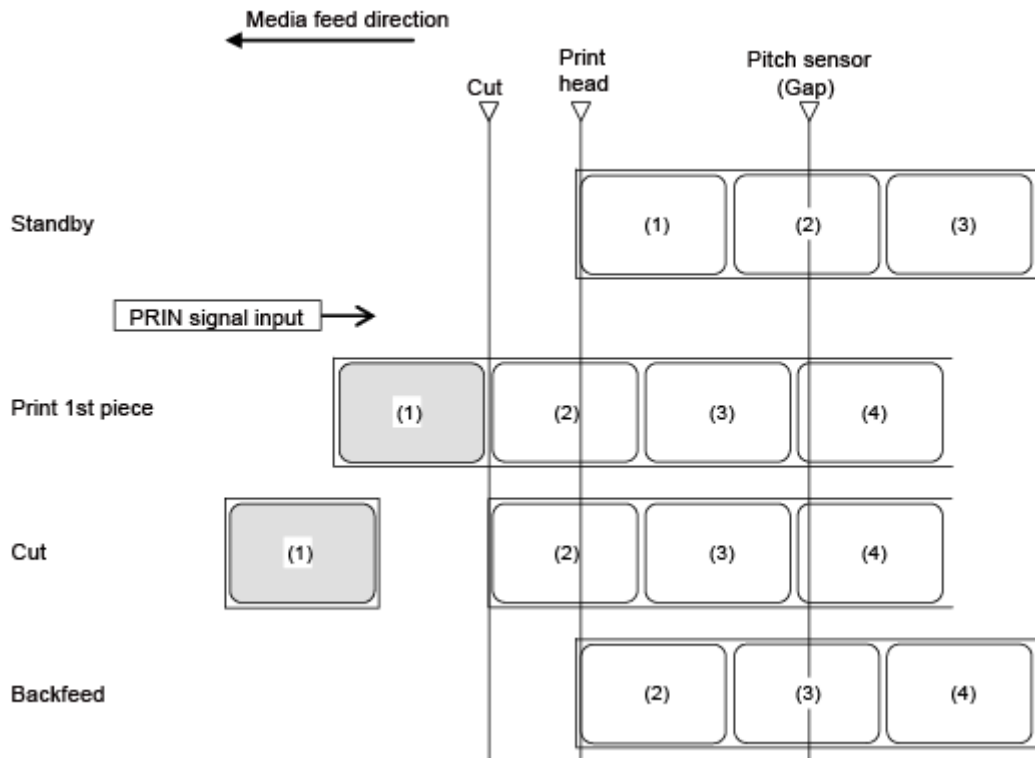 Media feed direction
Cut
Print
head
Pitch sensor
(Gap)
Standby
(1)
(2)
(3)
PRIN signal input
Print 1st piece
(1)
(2)
(3)
(4)
Cut
(1)
(2)
(3)
(4)
Backfeed
(2)
(3)
(4)